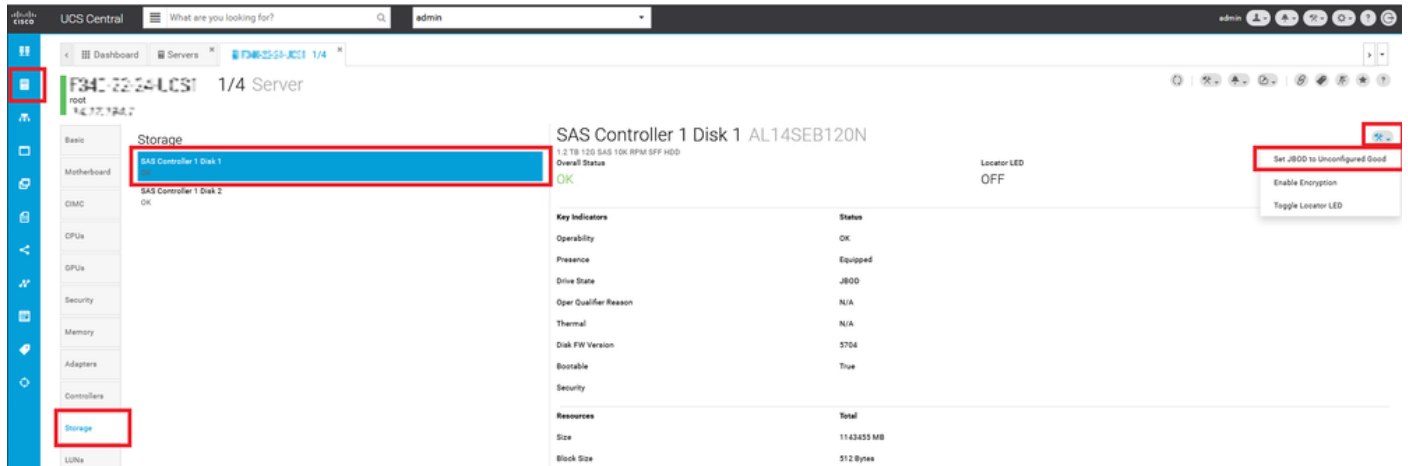 cisco
UCS Central
What are you looking for?
admin
admin
Dashboard
Servers
1/4
1/4 Server
root
Basic
Motherboard
CIMC
CPUs
GPUs
Security
Memory
Adapters
Controllers
Storage
LUNs
Storage
SAS Controller 1 Disk 1
OK
SAS Controller 1 Disk 2
OK
SAS Controller 1 Disk 1 AL14SEB120N
1.2 TB 12G SAS 10K RPM SFF HDD
Overall Status
OK
Locator LED
OFF
Set JBOD to Unconfigured Good
Enable Encryption
Toggle Locator LED
Key Indicators Status
Operability OK
Presence Equipped
Drive State JBOD
Oper Qualifier Reason N/A
Thermal N/A
Disk FW Version 5704
Bootable True
Security
Resources Total
Size 1143455 MB
Block Size 512 Bytes